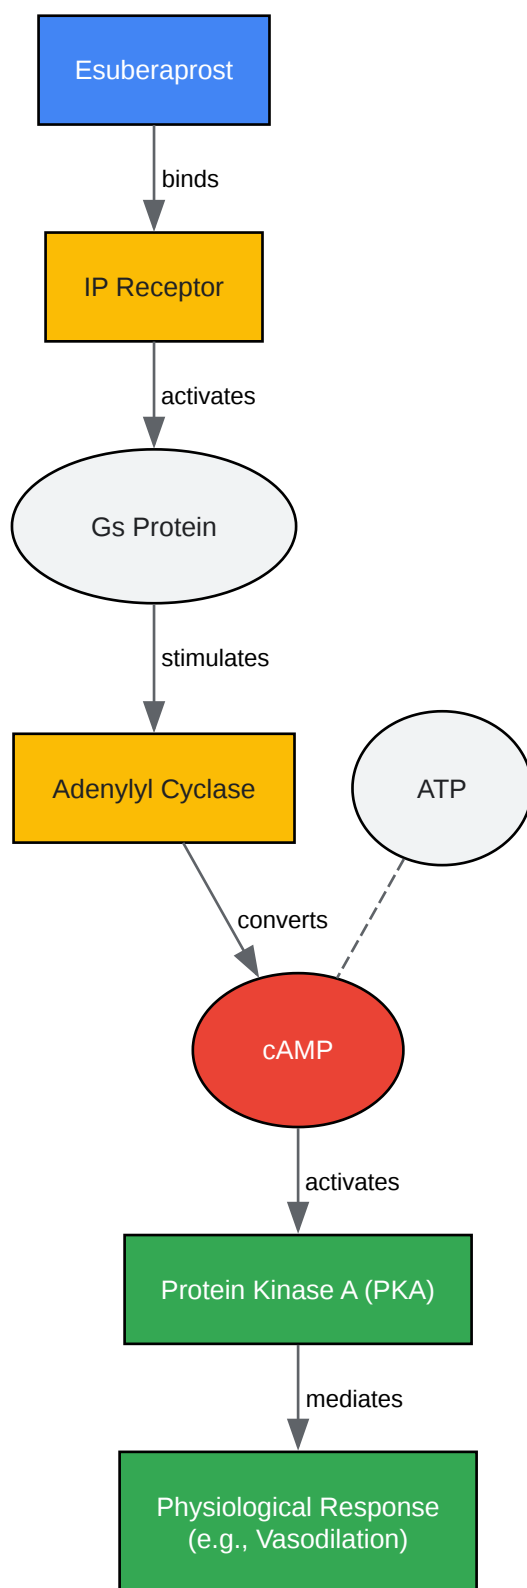 Esuberaprost
binds
IP Receptor
activates
Gs Protein
stimulates
Adenylyl Cyclase
ATP
converts
cAMP
activates
Protein Kinase A (PKA)
mediates
Physiological Response
(e.g., Vasodilation)